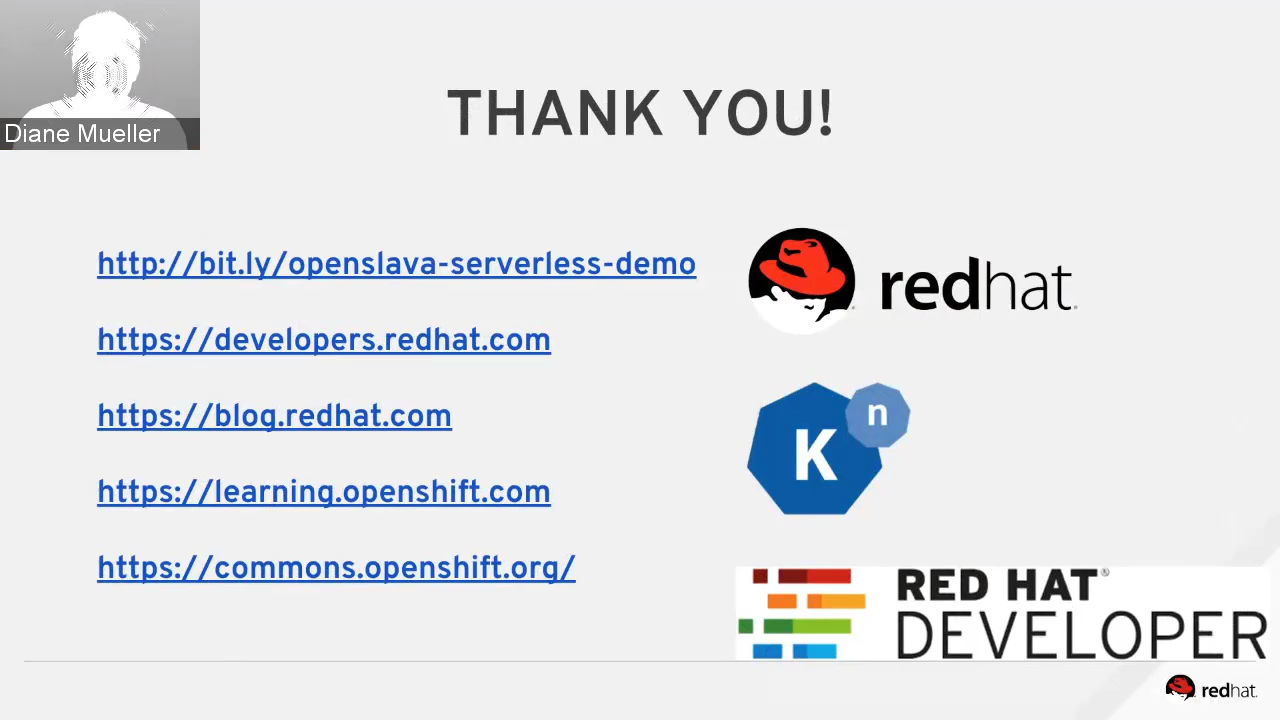 Diane Mueller
THANK YOU!
http://bit.ly/openslava-serverless-demo
https://developers.redhat.com
https://blog.redhat.com
https://learning.openshift.com
https://commons.openshift.org/
redhat.
K n
RED HAT®
DEVELOPER
redhat.